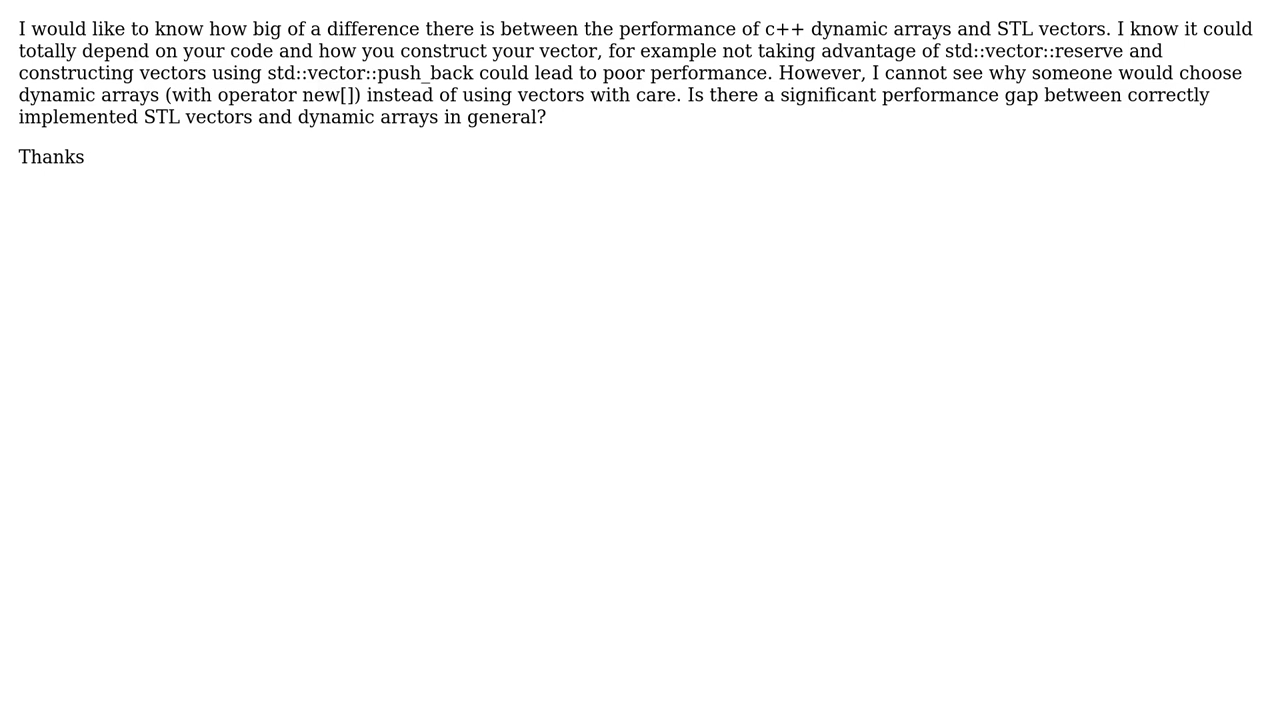 I would like to know how big of a difference there is between the performance of c++ dynamic arrays and STL vectors. I know it could
totally depend on your code and how you construct your vector, for example not taking advantage of std::vector::reserve and
constructing vectors using std::vector::push_back could lead to poor performance. However, I cannot see why someone would choose
dynamic arrays (with operator new[]) instead of using vectors with care. Is there a significant performance gap between correctly
implemented STL vectors and dynamic arrays in general?
Thanks